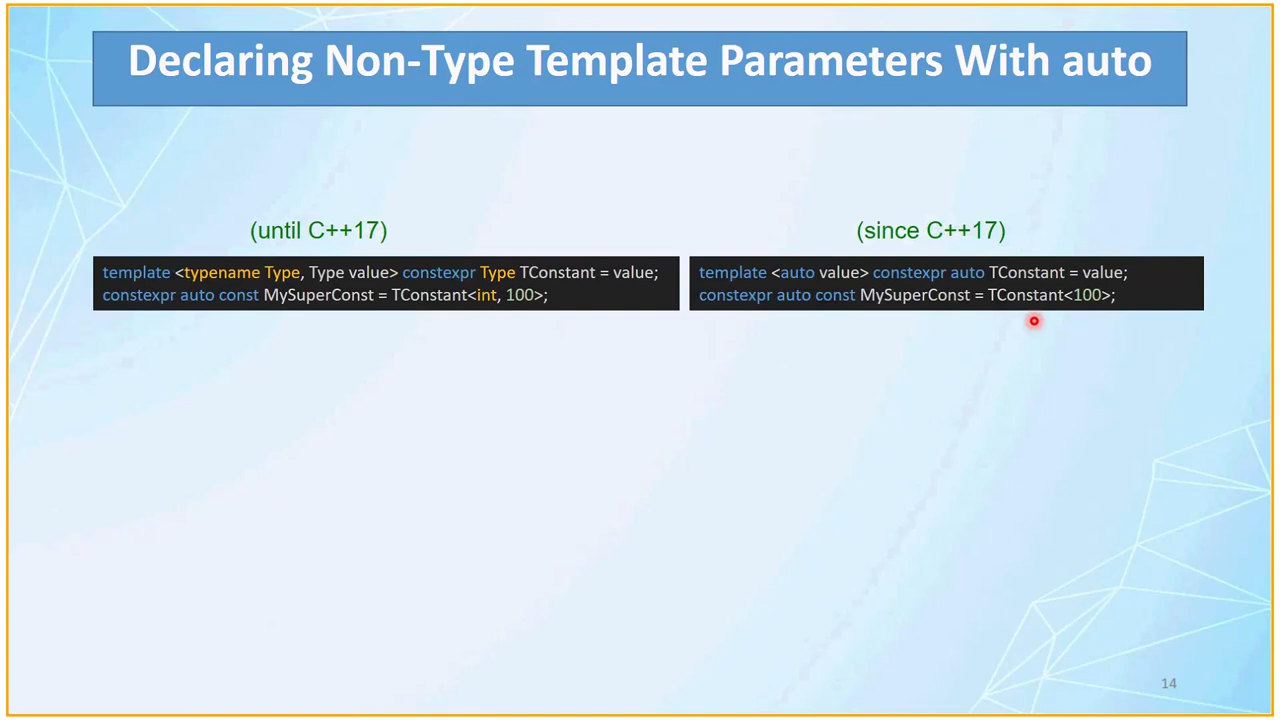 Declaring Non-Type Template Parameters With auto
(until C++17)
template <typename Type, Type value> constexpr Type TConstant = value;
constexpr auto const MySuperConst = TConstant<int, 100>;
(since C++17)
template <auto value> constexpr auto TConstant = value;
constexpr auto const MySuperConst = TConstant<100>;
14